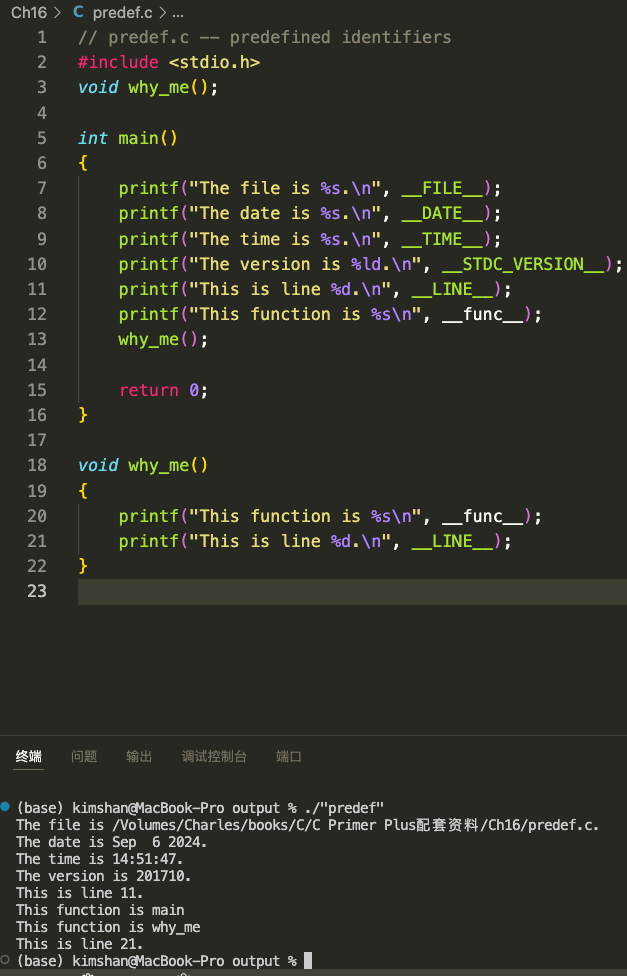 Ch16 > C predef.c > ...
1 // predef.c -- predefined identifiers
2 #include <stdio.h>
3 void why_me();
4
5 int main()
6 {
7     printf("The file is %s.\n", __FILE__);
8     printf("The date is %s.\n", __DATE__);
9     printf("The time is %s.\n", __TIME__);
10     printf("The version is %ld.\n", __STDC_VERSION__);
11     printf("This is line %d.\n", __LINE__);
12     printf("This function is %s\n", __func__);
13     why_me();
14
15     return 0;
16 }
17
18 void why_me()
19 {
20     printf("This function is %s\n", __func__);
21     printf("This is line %d.\n", __LINE__);
22 }
23
终端 问题 输出 调试控制台 端口
(base) kimshan@MacBook-Pro output % ./"predef"
The file is /Volumes/Charles/books/C/C Primer Plus配套资料/Ch16/predef.c.
The date is Sep  6 2024.
The time is 14:51:47.
The version is 201710.
This is line 11.
This function is main
This function is why_me
This is line 21.
(base) kimshan@MacBook-Pro output %